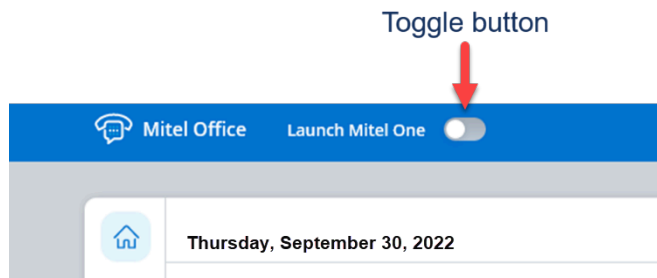 Toggle button
Mitel Office Launch Mitel One
Thursday, September 30, 2022